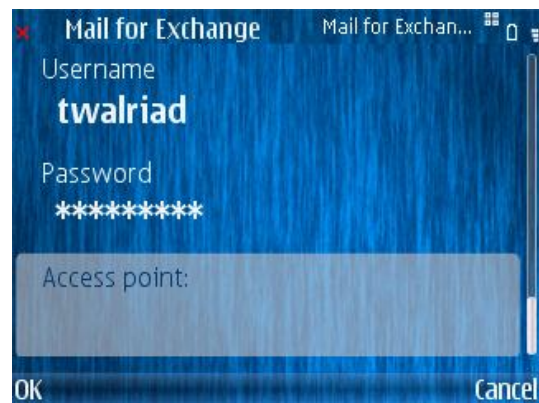 Mail for Exchange
Mail for Exchan...
Username
twalriad
Password
*********
Access point:
OK
Cancel